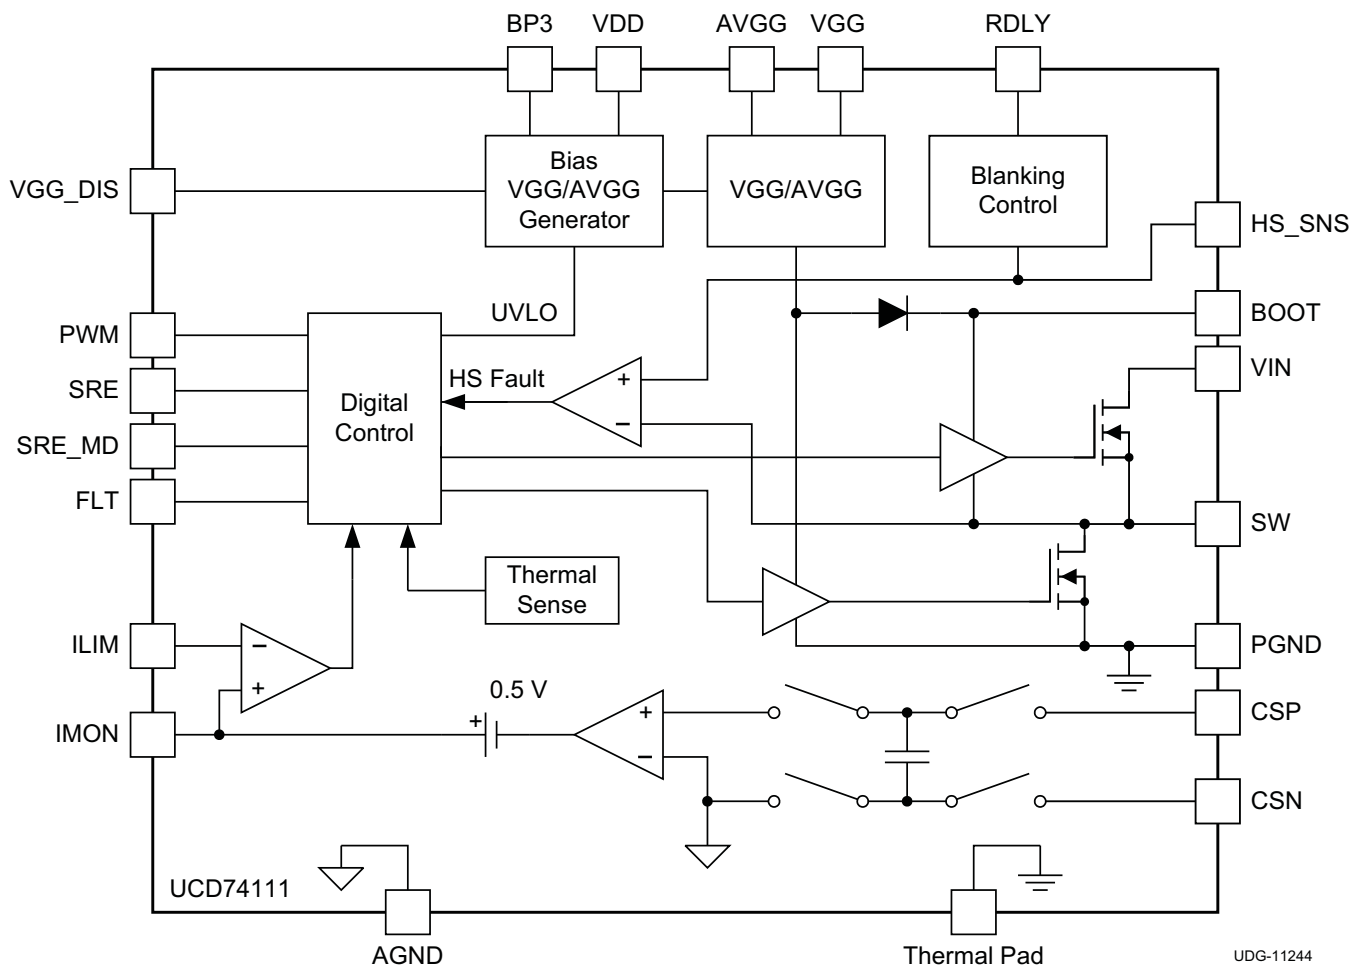 BP3
VDD
AVGG
VGG
RDLY
VGG_DIS
Bias
VGG/AVGG
Generator
VGG/AVGG
Blanking
Control
HS_SNS
UVLO
BOOT
PWM
VIN
SRE
HS Fault
+
−
Digital
Control
SRE_MD
FLT
SW
Thermal
Sense
ILIM
−
+
PGND
0.5 V
IMON
+
+
−
CSP
CSN
UCD74111
AGND
Thermal Pad
UDG-11244